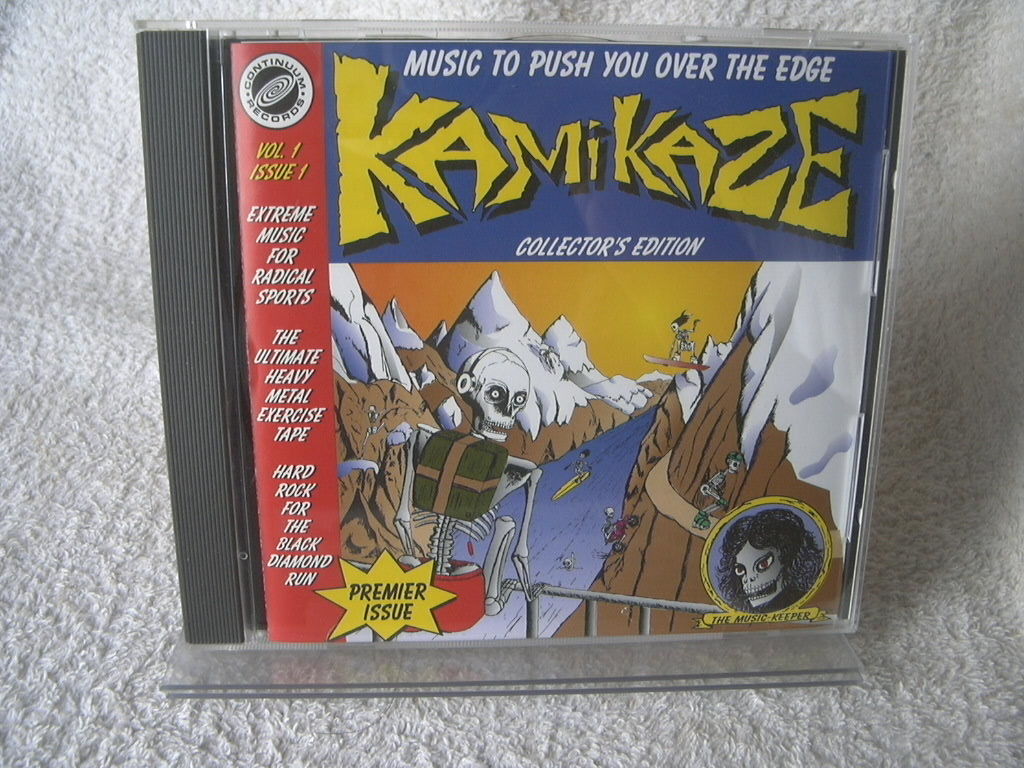 CONTINUUM
RECORDS
VOL. 1
ISSUE 1
EXTREME
MUSIC
FOR
RADICAL
SPORTS
THE
ULTIMATE
HEAVY
METAL
EXERCISE
TAPE
HARD
ROCK
FOR
THE
BLACK
DIAMOND
RUN
MUSIC TO PUSH YOU OVER THE EDGE
KAMiKAZE
COLLECTOR'S EDITION
PREMIER
ISSUE
THE MUSIC-KEEPER